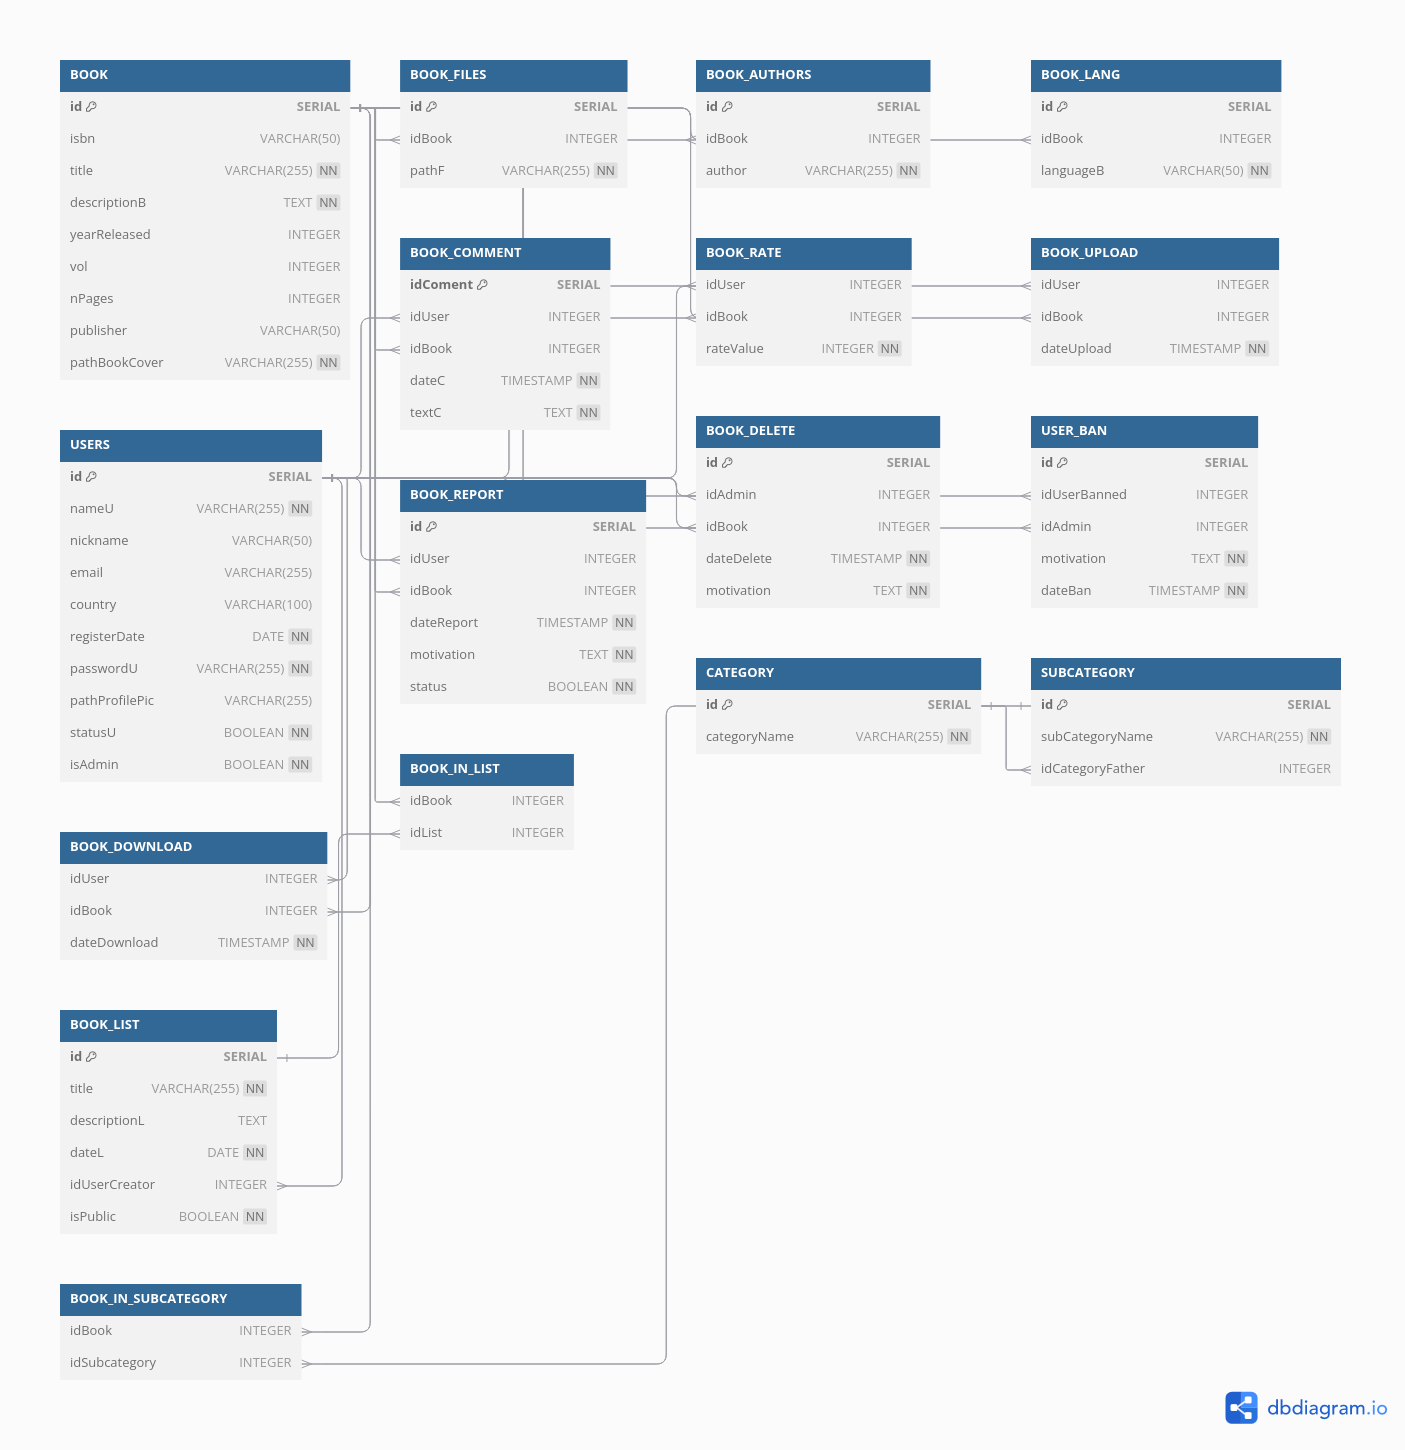 BOOK
id SERIAL
isbn VARCHAR(50)
title VARCHAR(255) NN
descriptionB TEXT NN
yearReleased INTEGER
vol INTEGER
nPages INTEGER
publisher VARCHAR(50)
pathBookCover VARCHAR(255) NN
BOOK_FILES
id SERIAL
idBook INTEGER
pathF VARCHAR(255) NN
BOOK_AUTHORS
id SERIAL
idBook INTEGER
author VARCHAR(255) NN
BOOK_LANG
id SERIAL
idBook INTEGER
languageB VARCHAR(50) NN
BOOK_COMMENT
idComent SERIAL
idUser INTEGER
idBook INTEGER
dateC TIMESTAMP NN
textC TEXT NN
BOOK_RATE
idUser INTEGER
idBook INTEGER
rateValue INTEGER NN
BOOK_UPLOAD
idUser INTEGER
idBook INTEGER
dateUpload TIMESTAMP NN
USERS
id SERIAL
nameU VARCHAR(255) NN
nickname VARCHAR(50)
email VARCHAR(255)
country VARCHAR(100)
registerDate DATE NN
passwordU VARCHAR(255) NN
pathProfilePic VARCHAR(255)
statusU BOOLEAN NN
isAdmin BOOLEAN NN
BOOK_REPORT
id SERIAL
idUser INTEGER
idBook INTEGER
dateReport TIMESTAMP NN
motivation TEXT NN
status BOOLEAN NN
BOOK_DELETE
id SERIAL
idAdmin INTEGER
idBook INTEGER
dateDelete TIMESTAMP NN
motivation TEXT NN
USER_BAN
id SERIAL
idUserBanned INTEGER
idAdmin INTEGER
motivation TEXT NN
dateBan TIMESTAMP NN
CATEGORY
id SERIAL
categoryName VARCHAR(255) NN
SUBCATEGORY
id SERIAL
subCategoryName VARCHAR(255) NN
idCategoryFather INTEGER
BOOK_IN_LIST
idBook INTEGER
idList INTEGER
BOOK_DOWNLOAD
idUser INTEGER
idBook INTEGER
dateDownload TIMESTAMP NN
BOOK_LIST
id SERIAL
title VARCHAR(255) NN
descriptionL TEXT
dateL DATE NN
idUserCreator INTEGER
isPublic BOOLEAN NN
BOOK_IN_SUBCATEGORY
idBook INTEGER
idSubcategory INTEGER
dbdiagram.io